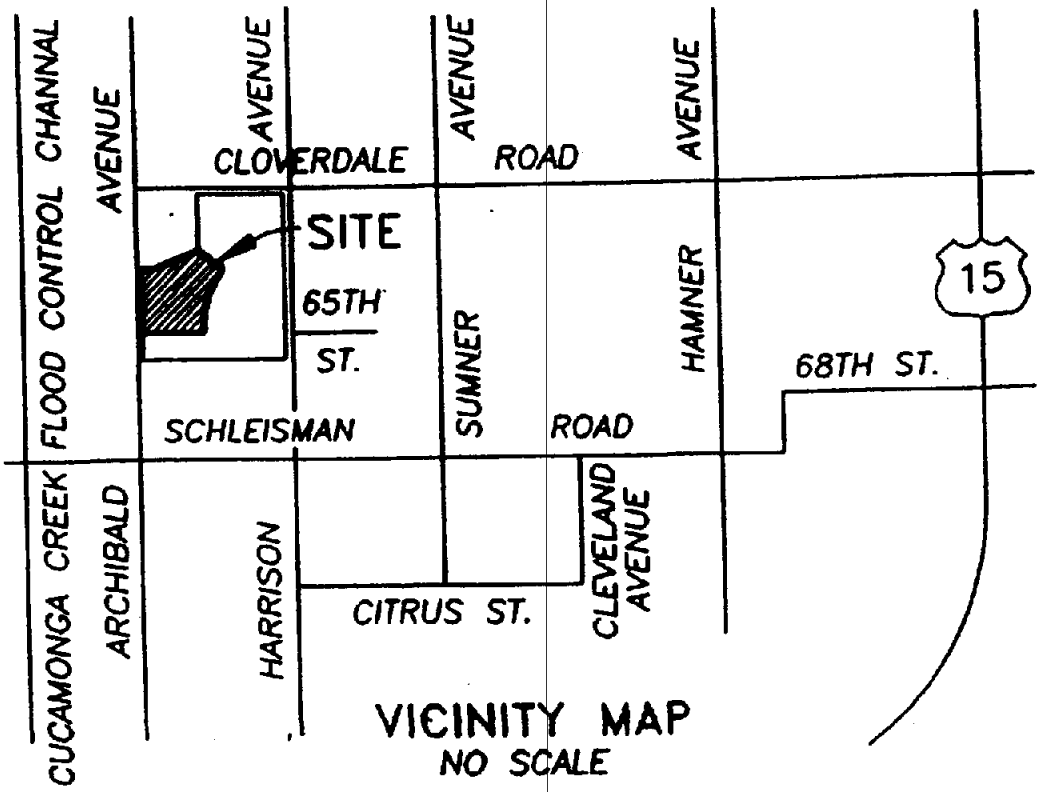 CUCAMONGA CREEK FLOOD CONTROL CHANNAL
ARCHIBALD AVENUE
HARRISON AVENUE
SUMNER AVENUE
HAMNER AVENUE
CLOVERDALE ROAD
SITE
15
65TH
ST.
68TH ST.
SCHLEISMAN ROAD
CLEVELAND
AVENUE
CITRUS ST.
VICINITY MAP
NO SCALE